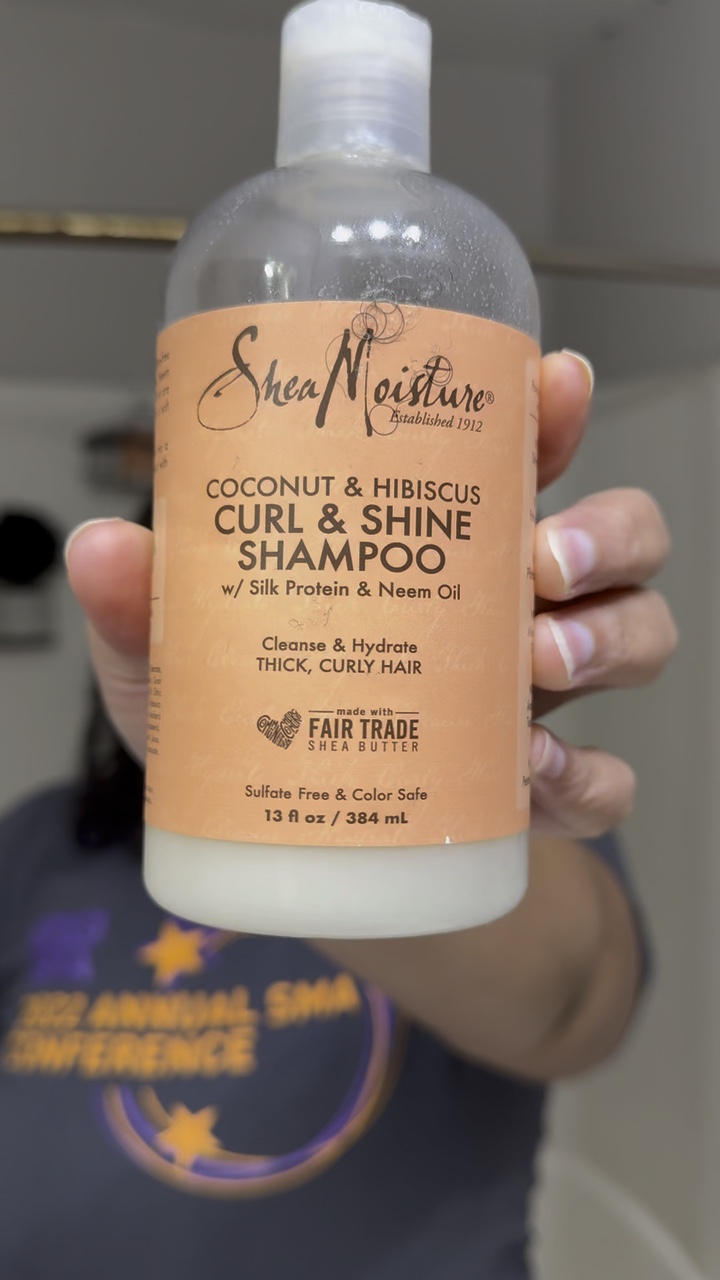 SheaMoisture®
Established 1912
COCONUT & HIBISCUS
CURL & SHINE
SHAMPOO
w/ Silk Protein & Neem Oil
Cleanse & Hydrate
THICK, CURLY HAIR
made with
FAIR TRADE
SHEA BUTTER
Sulfate Free & Color Safe
13 fl oz / 384 mL
2022 ANNUAL SMA
CONFERENCE